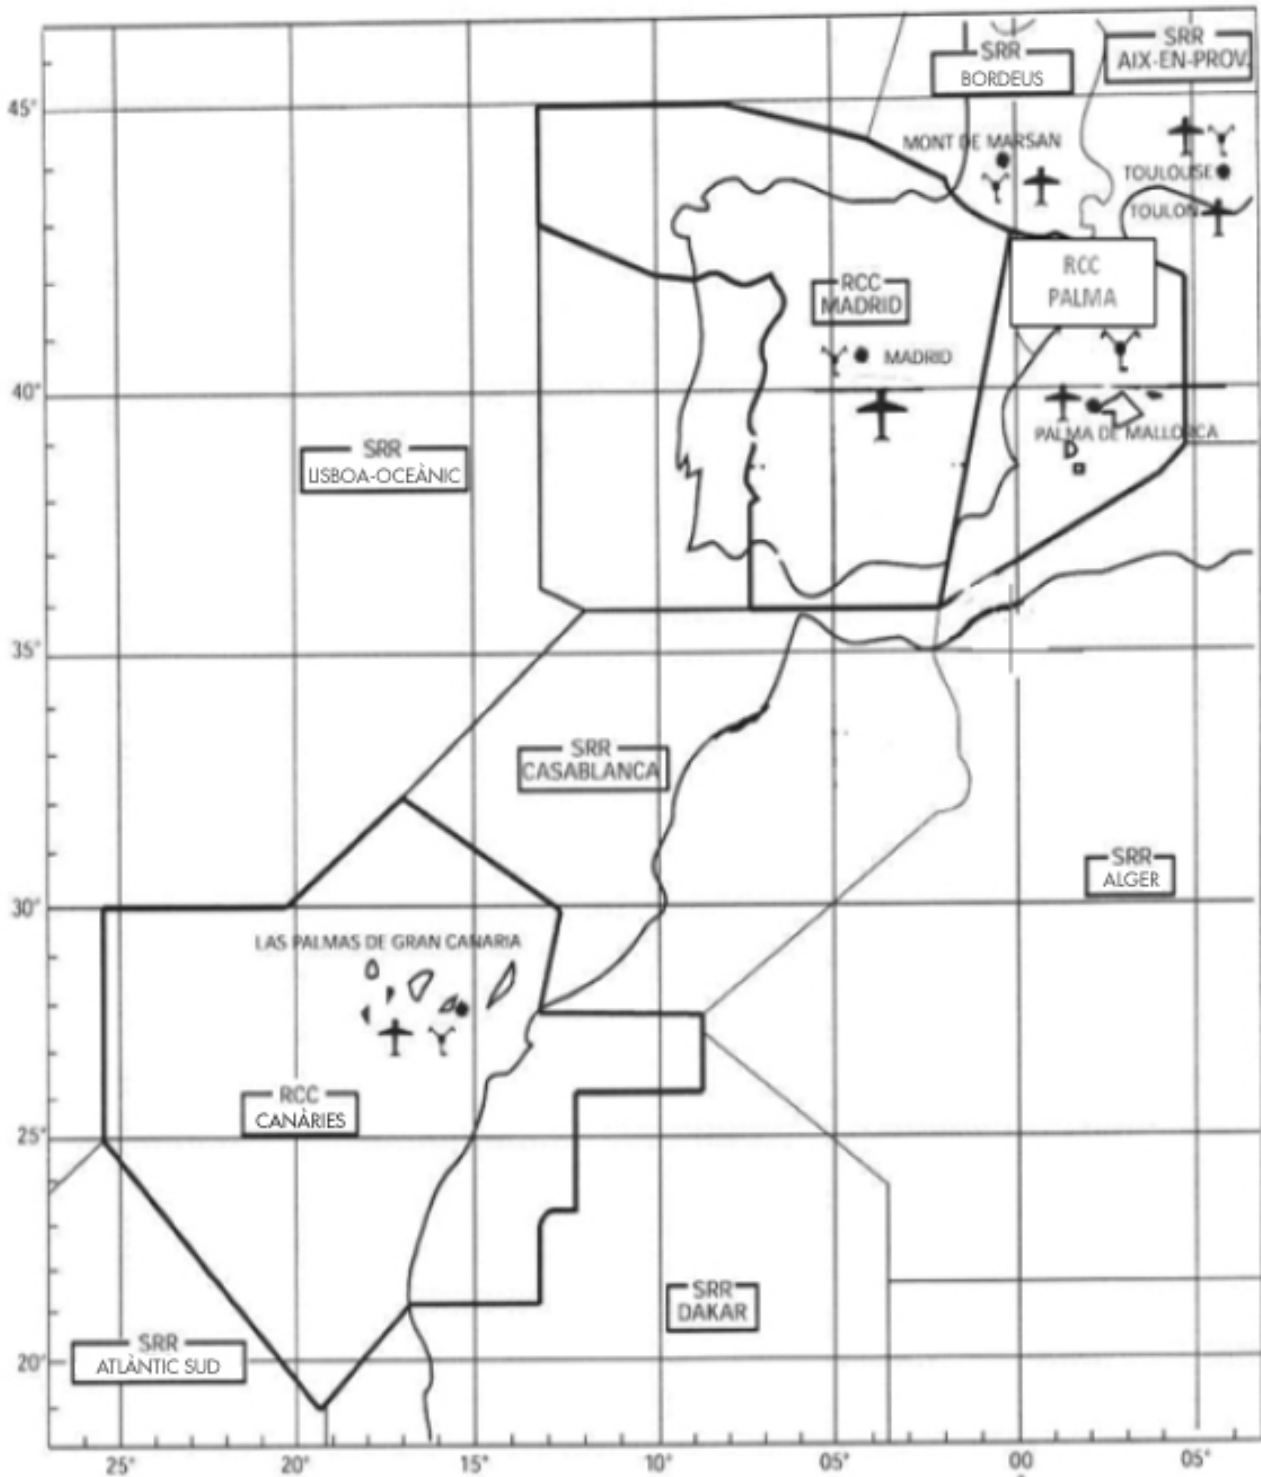 SRR
BORDEUS
SRR
AIX-EN-PROV.
45°
MONT DE MARSAN
TOULOUSE
TOULON
RCC
PALMA
RCC
MADRID
MADRID
40°
PALMA DE MALLORCA
SRR
LISBOA-OCEÀNIC
35°
SRR
CASABLANCA
SRR
ALGER
30°
LAS PALMAS DE GRAN CANARIA
RCC
CANÀRIES
25°
SRR
DAKAR
SRR
ATLÀNTIC SUD
20°
25° 20° 15° 10° 05° 00 05°